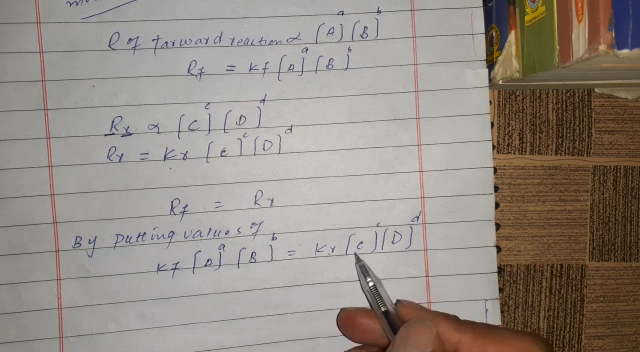 R of forward reaction ∝ [A]^a [B]^b
Rf = Kf [A]^a [B]^b
Rr ∝ [C]^c [D]^d
Rr = Kr [C]^c [D]^d
Rf = Rr
By putting values of
Kf [A]^a [B]^b = Kr [C]^c [D]^d